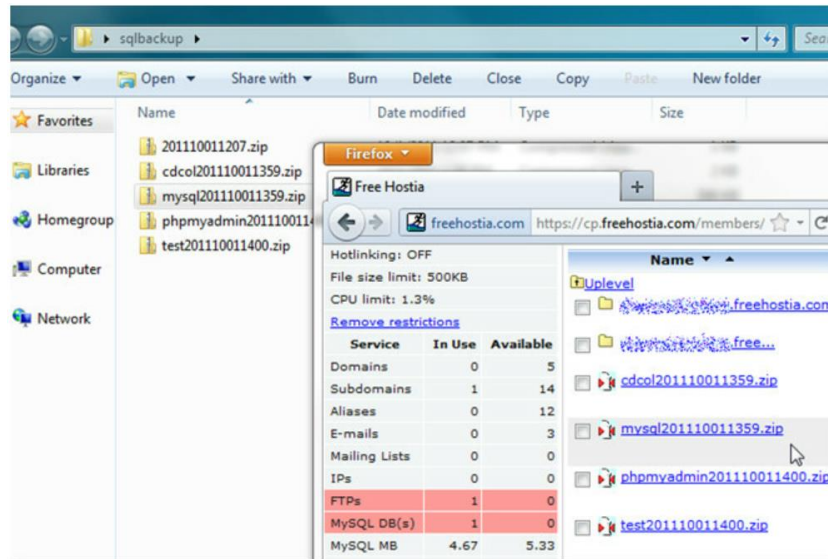 sqlbackup
Sea
Organize Open Share with Burn Delete Close Copy Paste New folder
Favorites
Libraries
Homegroup
Computer
Network
Name Date modified Type Size
201110011207.zip
cdcol201110011359.zip
mysql201110011359.zip
phpmyadmin2011100114
test201110011400.zip
Firefox
Free Hostia
freehostia.com https://cp.freehostia.com/members/
Hotlinking: OFF
File size limit: 500KB
CPU limit: 1.3%
Remove restrictions
Service In Use Available
Domains 0 5
Subdomains 1 14
Aliases 0 12
E-mails 0 3
Mailing Lists 0 0
IPs 0 0
FTPs 1 0
MySQL DB(s) 1 0
MySQL MB 4.67 5.33
Name
Uplevel
.freehostia.com
.free...
cdcol201110011359.zip
mysql201110011359.zip
phpmyadmin201110011400.zip
test201110011400.zip